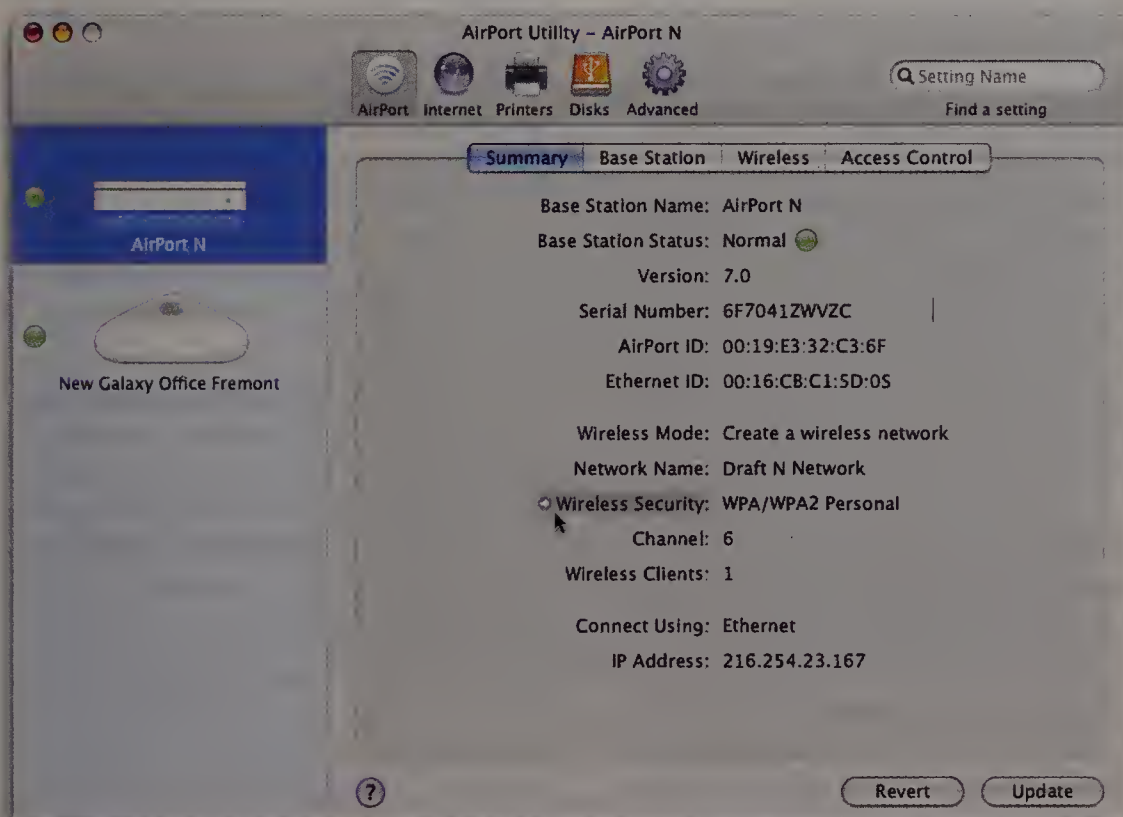 AirPort Utility – AirPort N
AirPort Internet Printers Disks Advanced
Setting Name
Find a setting
Summary Base Station Wireless Access Control
AirPort N
New Galaxy Office Fremont
Base Station Name: AirPort N
Base Station Status: Normal
Version: 7.0
Serial Number: 6F7041ZWVZC
AirPort ID: 00:19:E3:32:C3:6F
Ethernet ID: 00:16:CB:C1:5D:0S
Wireless Mode: Create a wireless network
Network Name: Draft N Network
Wireless Security: WPA/WPA2 Personal
Channel: 6
Wireless Clients: 1
Connect Using: Ethernet
IP Address: 216.254.23.167
?
Revert Update